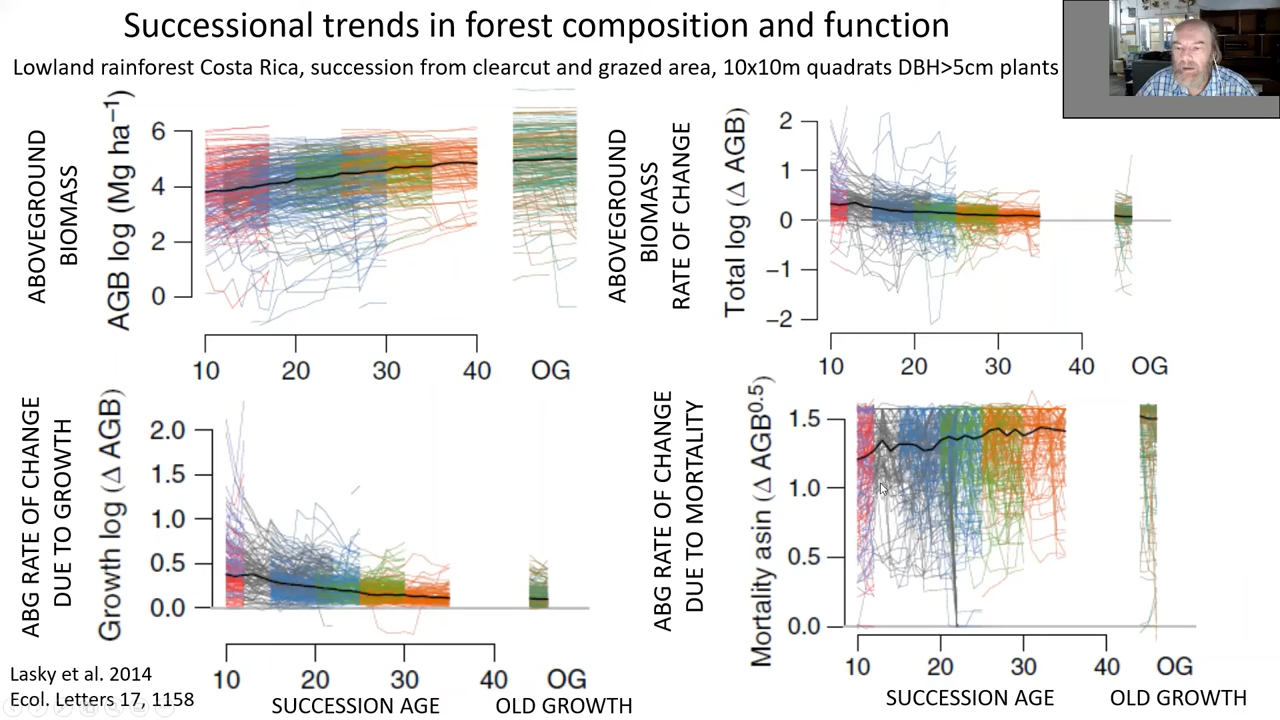 Successional trends in forest composition and function
Lowland rainforest Costa Rica, succession from clearcut and grazed area, 10x10m quadrats DBH>5cm plants
ABOVEGROUND
BIOMASS
AGB log (Mg ha⁻¹)
6
4
2
0
10 20 30 40 OG
ABOVEGROUND
BIOMASS
RATE OF CHANGE
Total log (Δ AGB)
2
1
0
−1
−2
10 20 30 40 OG
ABG RATE OF CHANGE
DUE TO GROWTH
Growth log (Δ AGB)
2.0
1.5
1.0
0.5
0.0
10 20 30 40 OG
SUCCESSION AGE OLD GROWTH
ABG RATE OF CHANGE
DUE TO MORTALITY
Mortality asin (Δ AGB⁰·⁵)
1.5
1.0
0.5
0.0
10 20 30 40 OG
SUCCESSION AGE OLD GROWTH
Lasky et al. 2014
Ecol. Letters 17, 1158